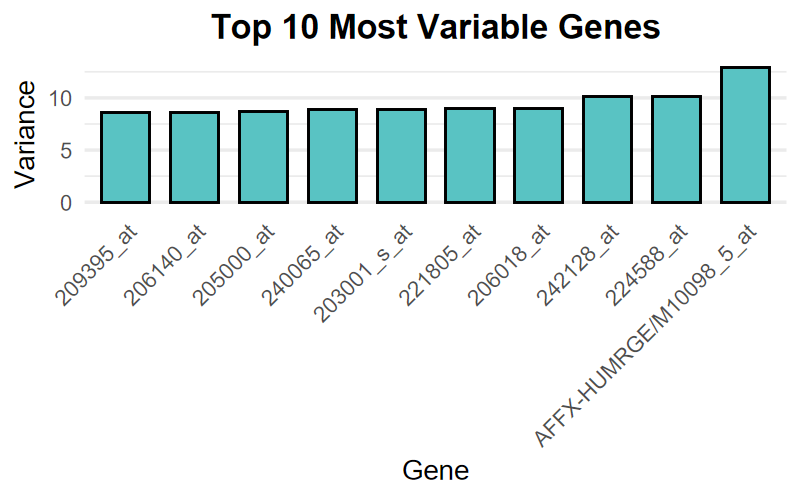 Top 10 Most Variable Genes
Variance
10
5
0
209395_at
206140_at
205000_at
240065_at
203001_s_at
221805_at
206018_at
242128_at
224588_at
AFFX-HUMRGE/M10098_5_at
Gene